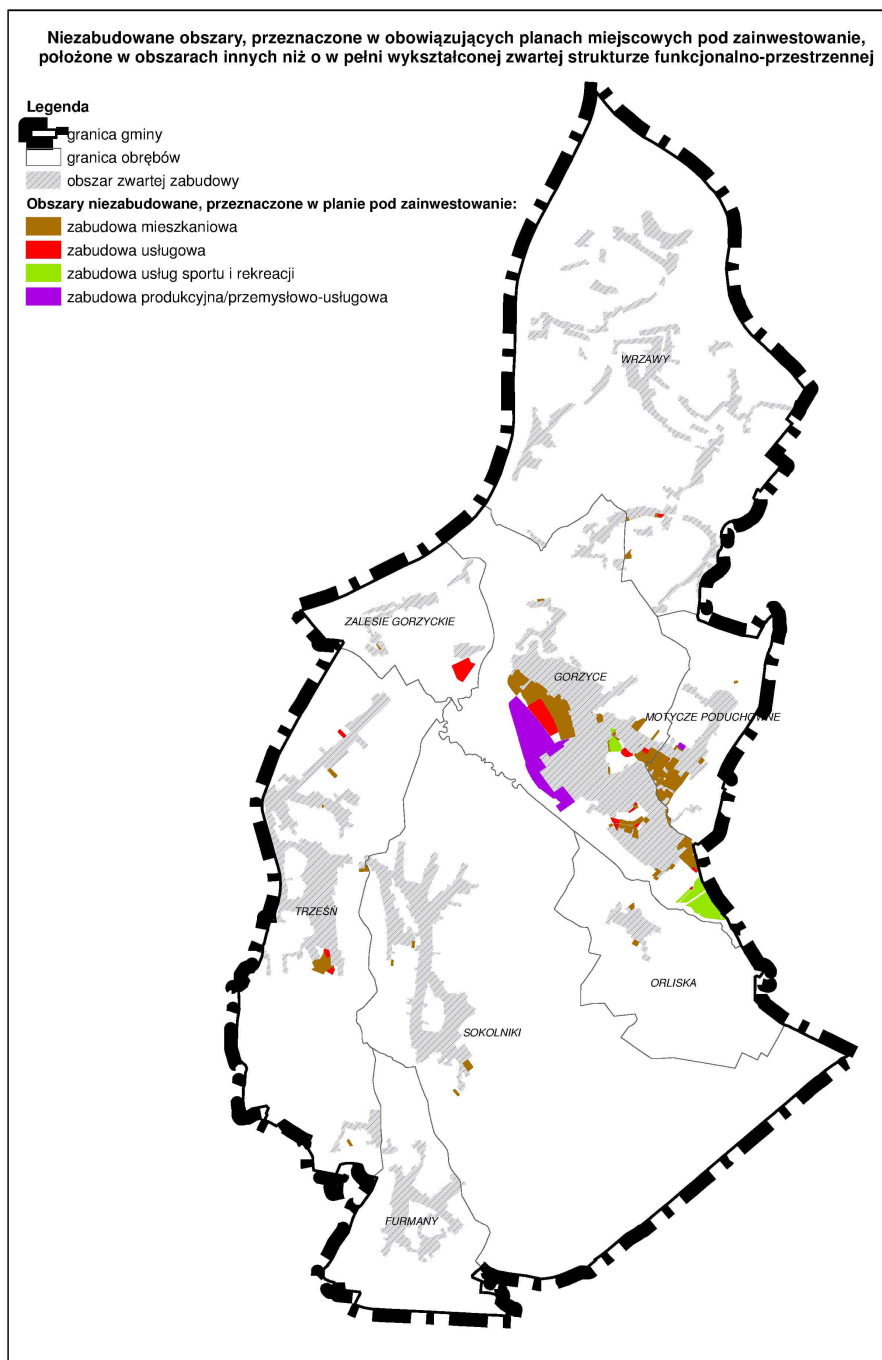 Niezabudowane obszary, przeznaczone w obowiązujących planach miejscowych pod zainwestowanie,
położone w obszarach innych niż o w pełni wykształconej zwartej strukturze funkcjonalno-przestrzennej
Legenda
granica gminy
granica obrębów
obszar zwartej zabudowy
Obszary niezabudowane, przeznaczone w planie pod zainwestowanie:
zabudowa mieszkaniowa
zabudowa usługowa
zabudowa usług sportu i rekreacji
zabudowa produkcyjna/przemysłowo-usługowa
WRZAWY
ZALESIE GORZYCKIE
GORZYCE
MOTYCZE PODUCHOWNE
TRZEŚŃ
ORLISKA
SOKOLNIKI
FURMANY